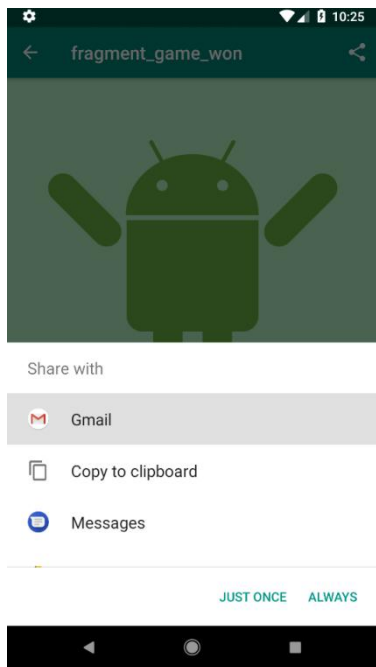 10:25
fragment_game_won
Share with
Gmail
Copy to clipboard
Messages
JUST ONCE ALWAYS